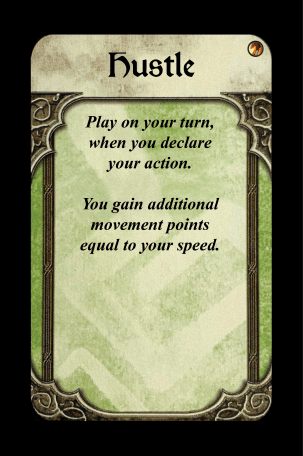 Hustle
Play on your turn,
when you declare
your action.
You gain additional
movement points
equal to your speed.